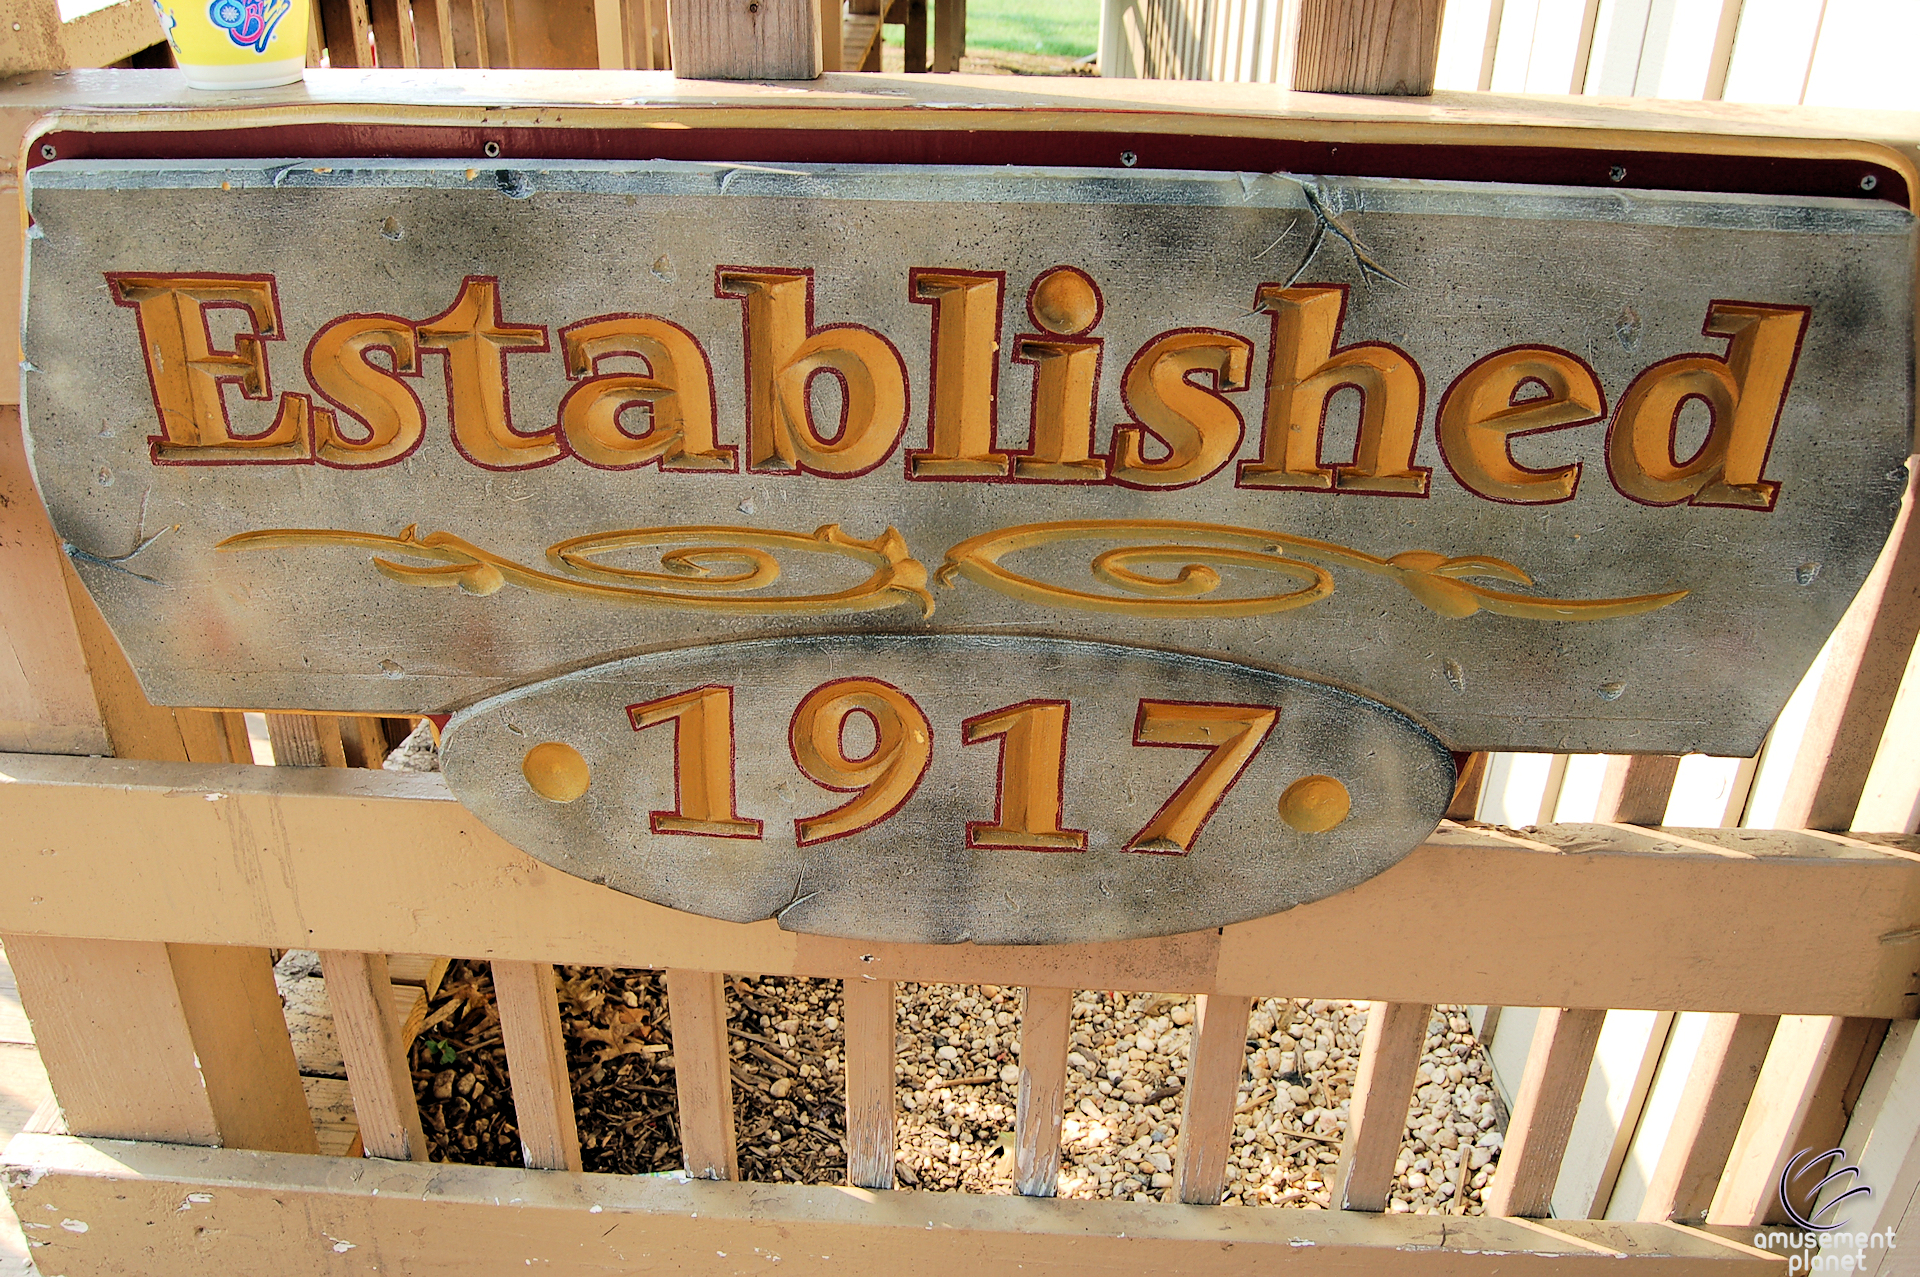 Established
1917
amusement
planet